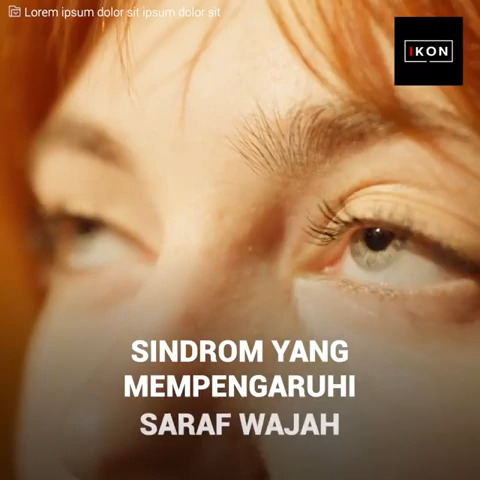 Lorem ipsum dolor sit ipsum dolor sit
IKON
SINDROM YANG
MEMPENGARUHI
SARAF WAJAH